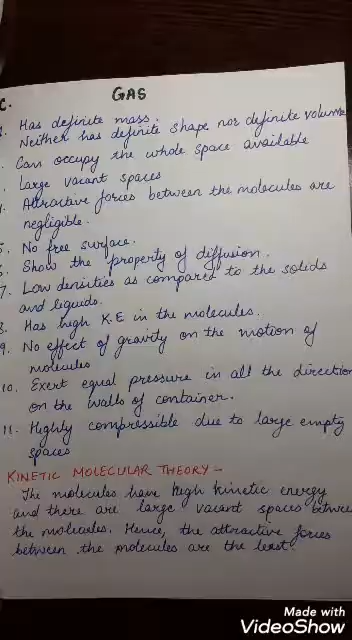 C. GAS
1. Has definite mass.
Neither has definite shape nor definite volume
Can occupy the whole space available
Large vacant spaces
Attractive forces between the molecules are
negligible.
5. No free surface.
6. Show the property of diffusion.
7. Low densities as compared to the solids
and liquids.
8. Has high K.E in the molecules.
9. No effect of gravity on the motion of
molecules
10. Exert equal pressure in all the direction
on the walls of container.
11. Highly compressible due to large empty
spaces
KINETIC MOLECULAR THEORY -
The molecules have high kinetic energy
and there are large vacant spaces betwee
the molecules. Hence, the attractive forces
between the molecules are the least.
Made with
VideoShow